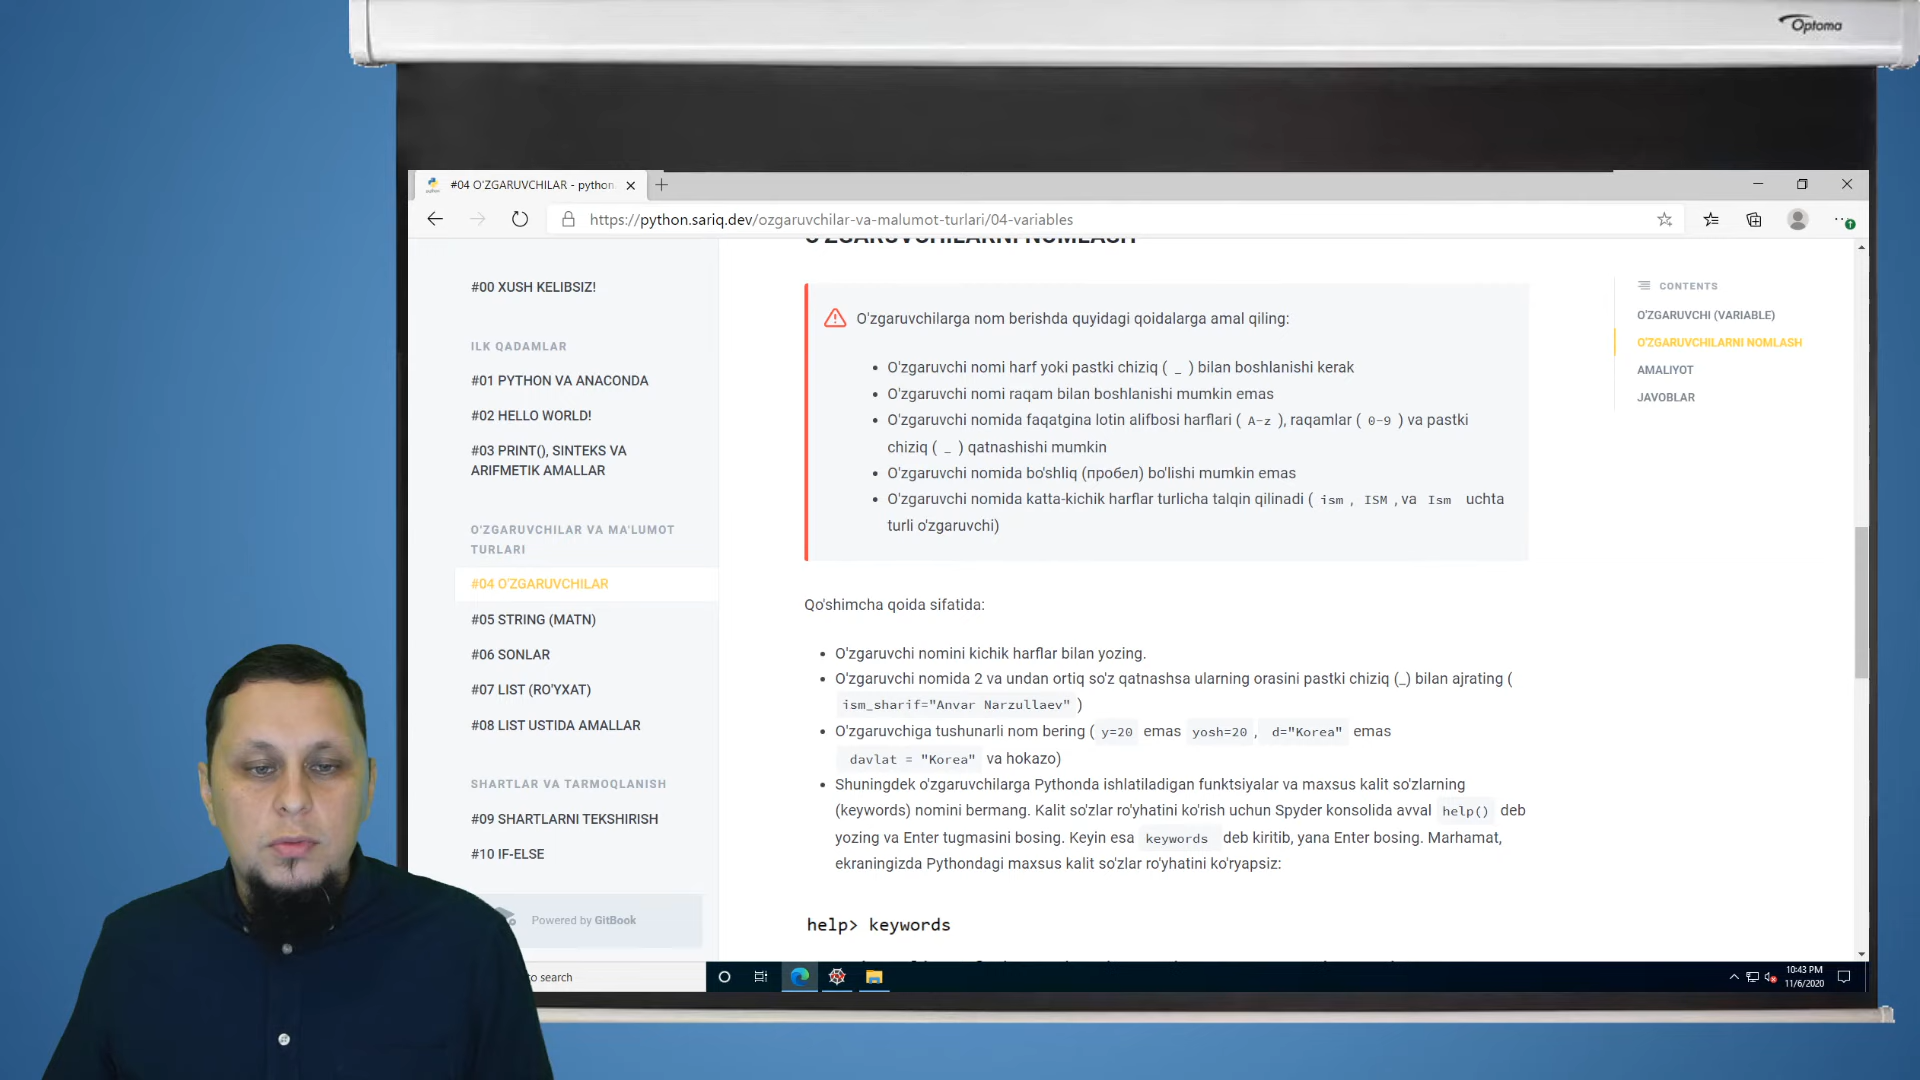 Optoma
#04 O'ZGARUVCHILAR - python.
https://python.sariq.dev/ozgaruvchilar-va-malumot-turlari/04-variables
#00 XUSH KELIBSIZ!
ILK QADAMLAR
#01 PYTHON VA ANACONDA
#02 HELLO WORLD!
#03 PRINT(), SINTEKS VA
ARIFMETIK AMALLAR
O'ZGARUVCHILAR VA MA'LUMOT
TURLARI
#04 O'ZGARUVCHILAR
#05 STRING (MATN)
#06 SONLAR
#07 LIST (RO'YXAT)
#08 LIST USTIDA AMALLAR
SHARTLAR VA TARMOQLANISH
#09 SHARTLARNI TEKSHIRISH
#10 IF-ELSE
Powered by GitBook
O'ZGARUVCHILARNI NOMLASH
O'zgaruvchilarga nom berishda quyidagi qoidalarga amal qiling:
• O'zgaruvchi nomi harf yoki pastki chiziq ( _ ) bilan boshlanishi kerak
• O'zgaruvchi nomi raqam bilan boshlanishi mumkin emas
• O'zgaruvchi nomida faqatgina lotin alifbosi harflari ( A-z ), raqamlar ( 0-9 ) va pastki
chiziq ( _ ) qatnashishi mumkin
• O'zgaruvchi nomida bo'shliq (пробел) bo'lishi mumkin emas
• O'zgaruvchi nomida katta-kichik harflar turlicha talqin qilinadi ( ism , ISM , va Ism uchta
turli o'zgaruvchi)
Qo'shimcha qoida sifatida:
• O'zgaruvchi nomini kichik harflar bilan yozing.
• O'zgaruvchi nomida 2 va undan ortiq so'z qatnashsa ularning orasini pastki chiziq (_) bilan ajrating (
ism_sharif="Anvar Narzullaev" )
• O'zgaruvchiga tushunarli nom bering ( y=20 emas yosh=20 , d="Korea" emas
davlat = "Korea" va hokazo)
• Shuningdek o'zgaruvchilarga Pythonda ishlatiladigan funktsiyalar va maxsus kalit so'zlarning
(keywords) nomini bermang. Kalit so'zlar ro'yhatini ko'rish uchun Spyder konsolida avval help() deb
yozing va Enter tugmasini bosing. Keyin esa keywords deb kiritib, yana Enter bosing. Marhamat,
ekraningizda Pythondagi maxsus kalit so'zlar ro'yhatini ko'ryapsiz:
help> keywords
CONTENTS
O'ZGARUVCHI (VARIABLE)
O'ZGARUVCHILARNI NOMLASH
AMALIYOT
JAVOBLAR
to search
10:43 PM
11/6/2020